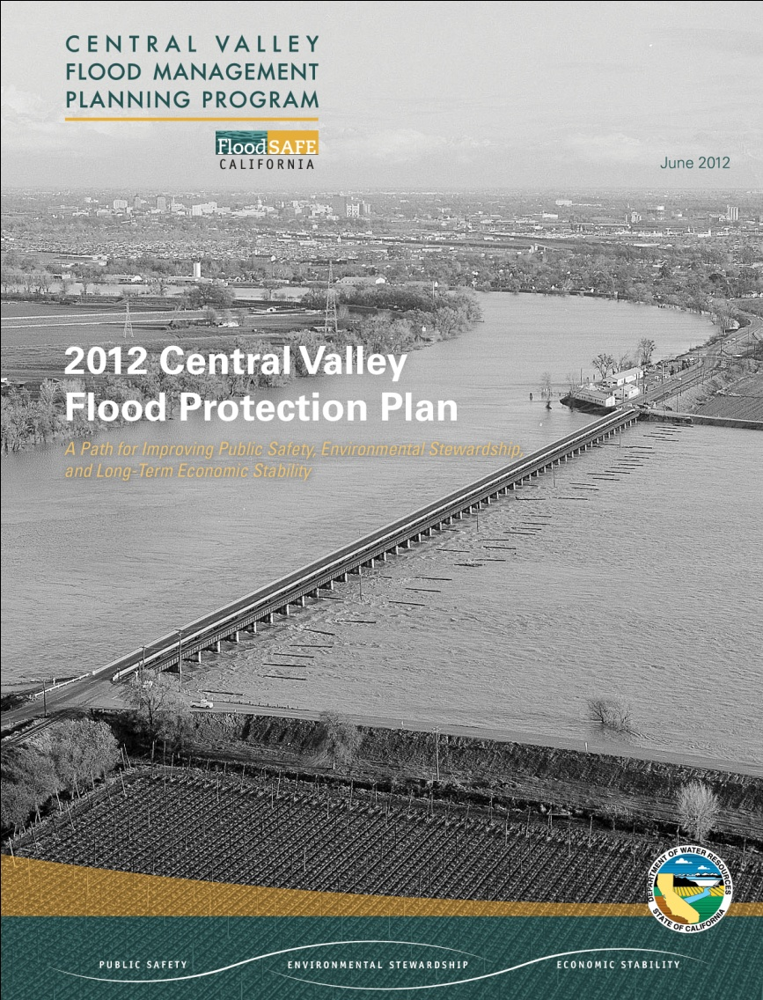 CENTRAL VALLEY
FLOOD MANAGEMENT
PLANNING PROGRAM
FloodSAFE
CALIFORNIA
June 2012
2012 Central Valley
Flood Protection Plan
A Path for Improving Public Safety, Environmental Stewardship,
and Long-Term Economic Stability
DEPARTMENT OF WATER RESOURCES
STATE OF CALIFORNIA
PUBLIC SAFETY
ENVIRONMENTAL STEWARDSHIP
ECONOMIC STABILITY